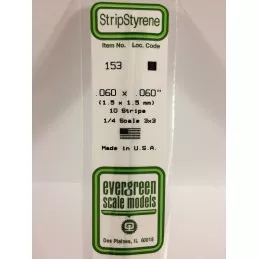 StripStyrene
Item No. Loc. Code
153
.060 x .060"
(1.5 x 1.5 mm)
10 Strips
1/4 Scale 3x3
Made in U.S.A.
evergreen
scale models
Des Plaines, IL 60018